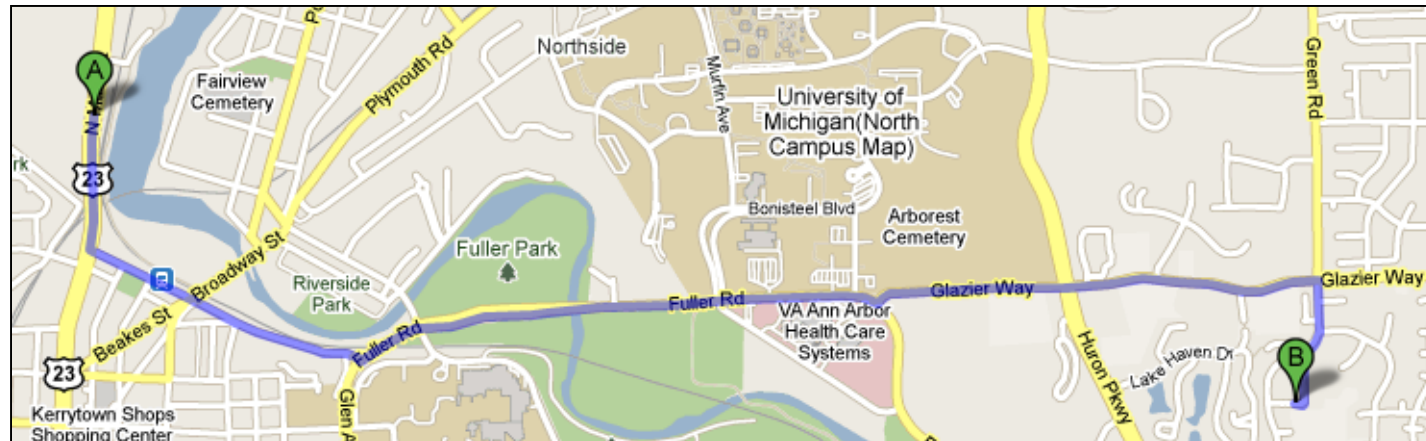 A
N
23
rk
Fairview
Cemetery
Plymouth Rd
Northside
Murfin Ave
University of
Michigan(North
Campus Map)
Green Rd
Bonisteel Blvd
Arborest
Cemetery
Fuller Park
Riverside
Park
Broadway St
Beakes St
Fuller Rd
Fuller Rd
Glazier Way
Glazier Way
VA Ann Arbor
Health Care
Systems
Huron Pkwy
Lake Haven Dr
B
23
Glen A
Kerrytown Shops
Shopping Center